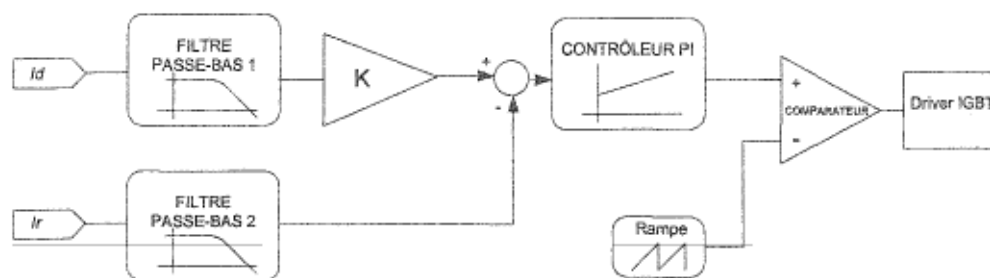 FILTRE
PASSE-BAS 1
Id
K
+
-
CONTRÔLEUR PI
+
COMPARATEUR
-
Driver IGBT
FILTRE
PASSE-BAS 2
Ir
Rampe